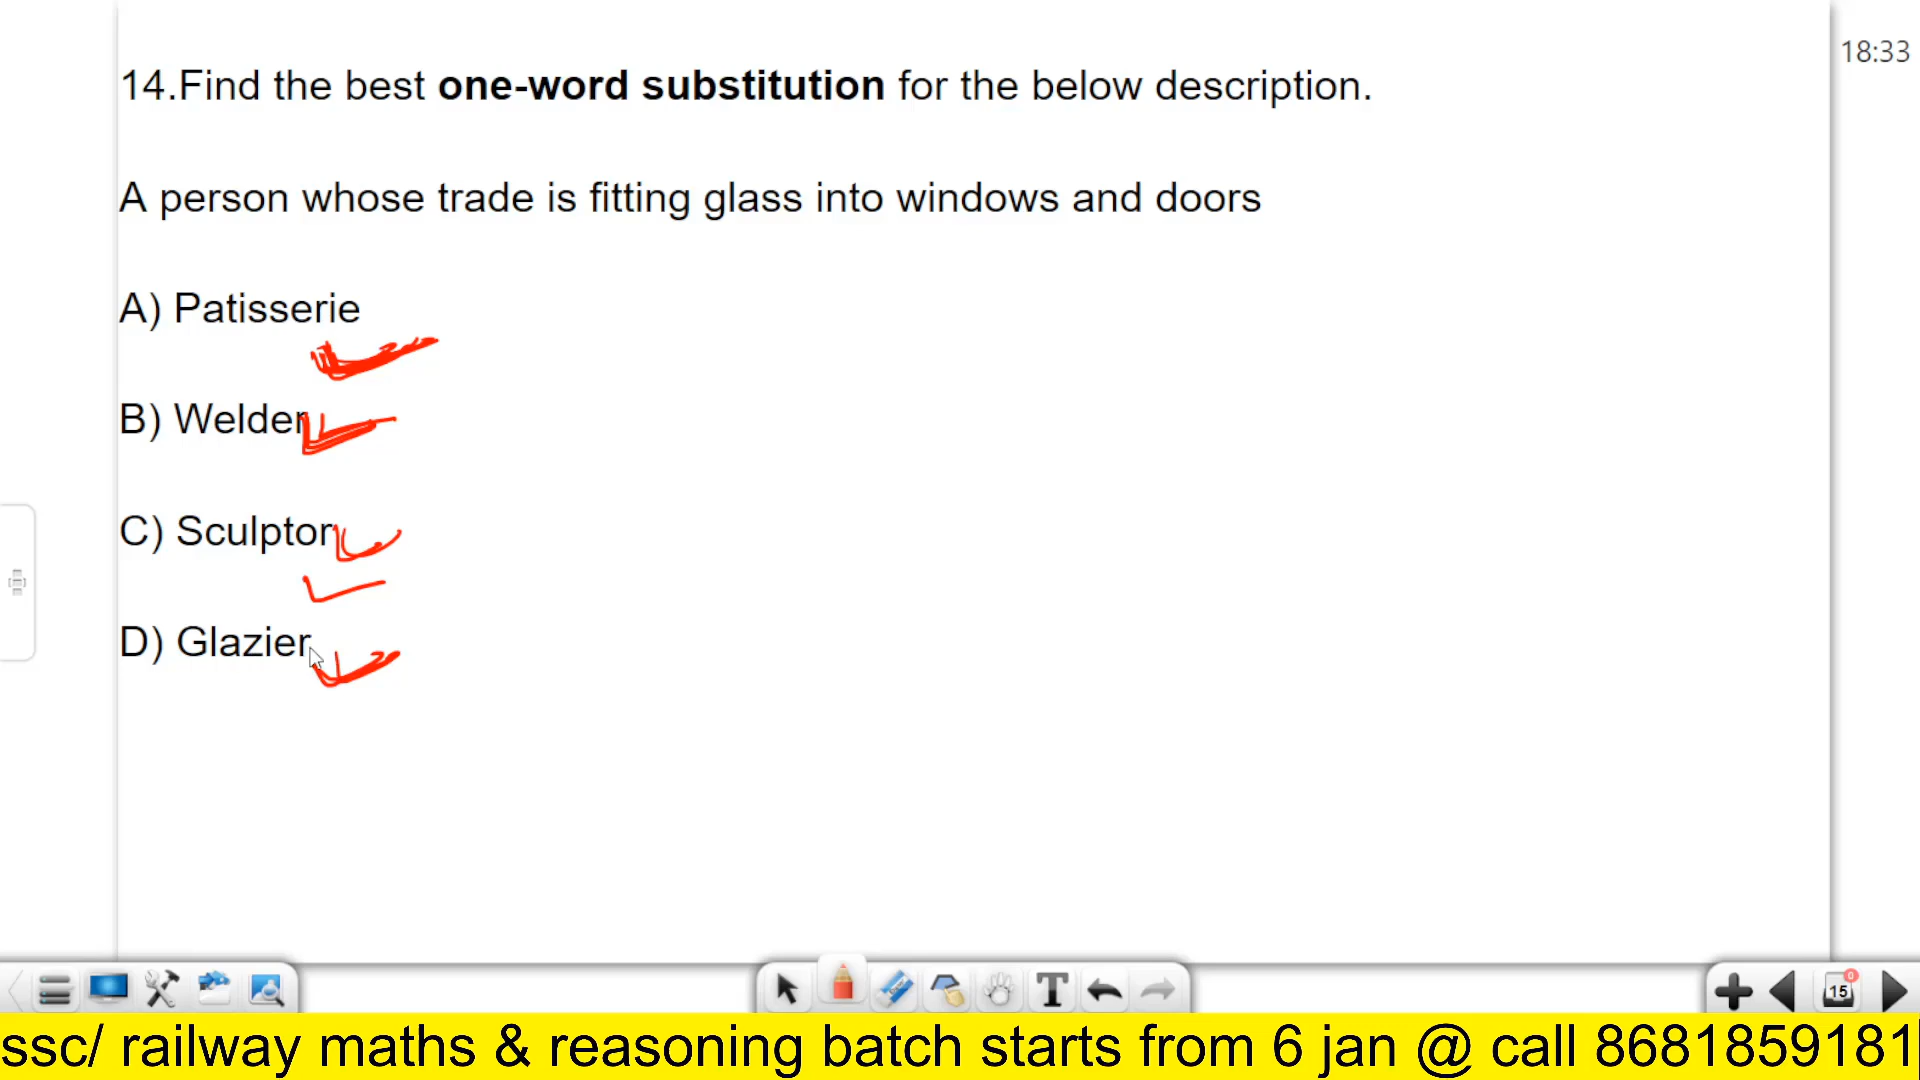 18:33
14.Find the best one-word substitution for the below description.
A person whose trade is fitting glass into windows and doors
A) Patisserie
B) Welder
C) Sculptor
D) Glazier
T
0
15
ssc/ railway maths & reasoning batch starts from 6 jan @ call 8681859181